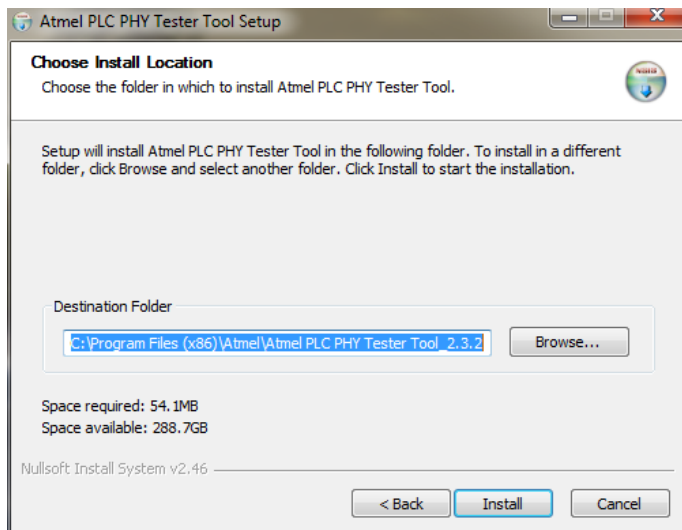 Atmel PLC PHY Tester Tool Setup
Choose Install Location
Choose the folder in which to install Atmel PLC PHY Tester Tool.
Setup will install Atmel PLC PHY Tester Tool in the following folder. To install in a different
folder, click Browse and select another folder. Click Install to start the installation.
Destination Folder
C:\Program Files (x86)\Atmel\Atmel PLC PHY Tester Tool_2.3.2
Browse...
Space required: 54.1MB
Space available: 288.7GB
Nullsoft Install System v2.46
< Back
Install
Cancel